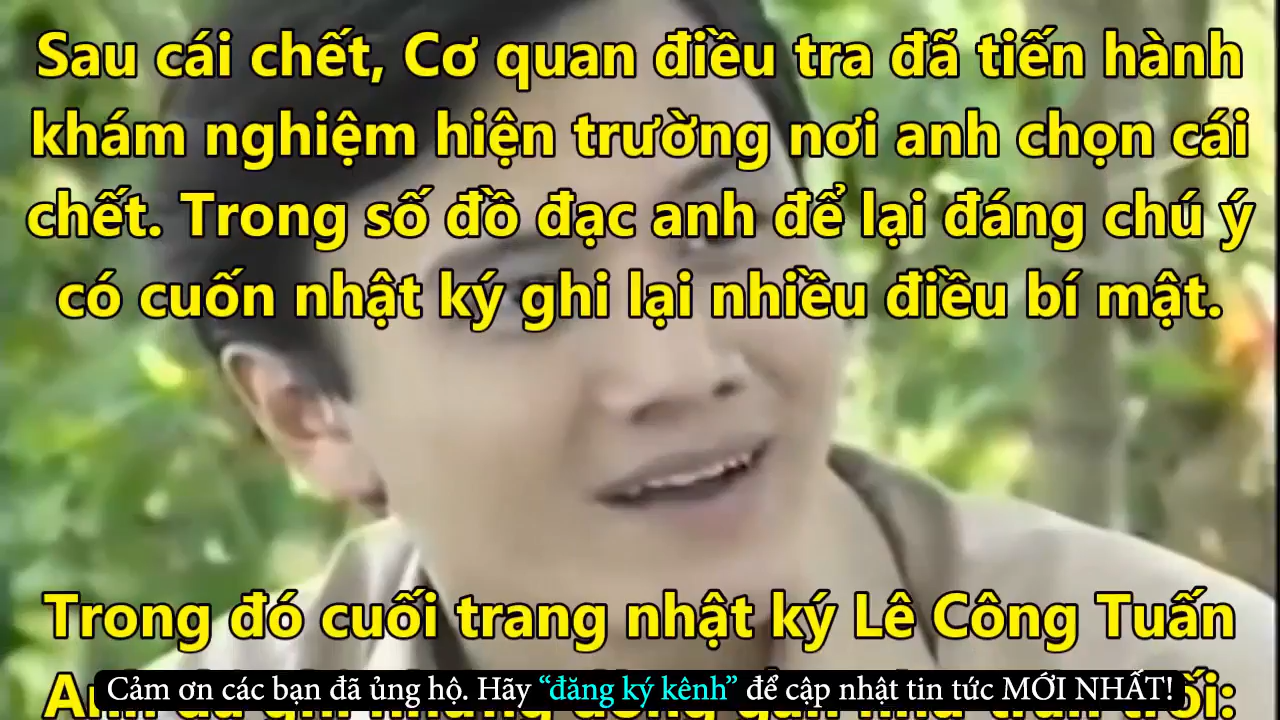 Sau cái chết, Cơ quan điều tra đã tiến hành
khám nghiệm hiện trường nơi anh chọn cái
chết. Trong số đồ đạc anh để lại đáng chú ý
có cuốn nhật ký ghi lại nhiều điều bí mật.
Trong đó cuối trang nhật ký Lê Công Tuấn
Cảm ơn các bạn đã ủng hộ. Hãy “đăng ký kênh” để cập nhật tin tức MỚI NHẤT!